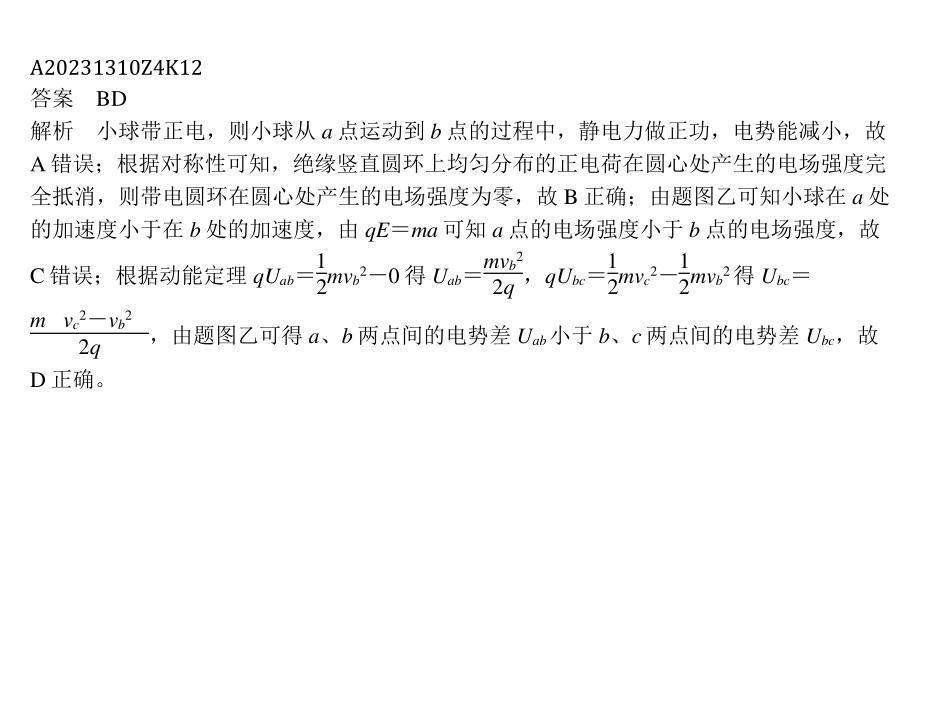 A20231310Z4K12
答案　BD
解析　小球带正电，则小球从 a 点运动到 b 点的过程中，静电力做正功，电势能减小，故
A 错误；根据对称性可知，绝缘竖直圆环上均匀分布的正电荷在圆心处产生的电场强度完
全抵消，则带电圆环在圆心处产生的电场强度为零，故 B 正确；由题图乙可知小球在 a 处
的加速度小于在 b 处的加速度，由 qE＝ma 可知 a 点的电场强度小于 b 点的电场强度，故
C 错误；根据动能定理 qU_{ab}＝\frac{1}{2}mv_b^2－0 得 U_{ab}＝\frac{mv_b^2}{2q}，qU_{bc}＝\frac{1}{2}mv_c^2－\frac{1}{2}mv_b^2 得 U_{bc}＝
\frac{m　v_c^2－v_b^2}{2q}，由题图乙可得 a、b 两点间的电势差 U_{ab} 小于 b、c 两点间的电势差 U_{bc}，故
D 正确。